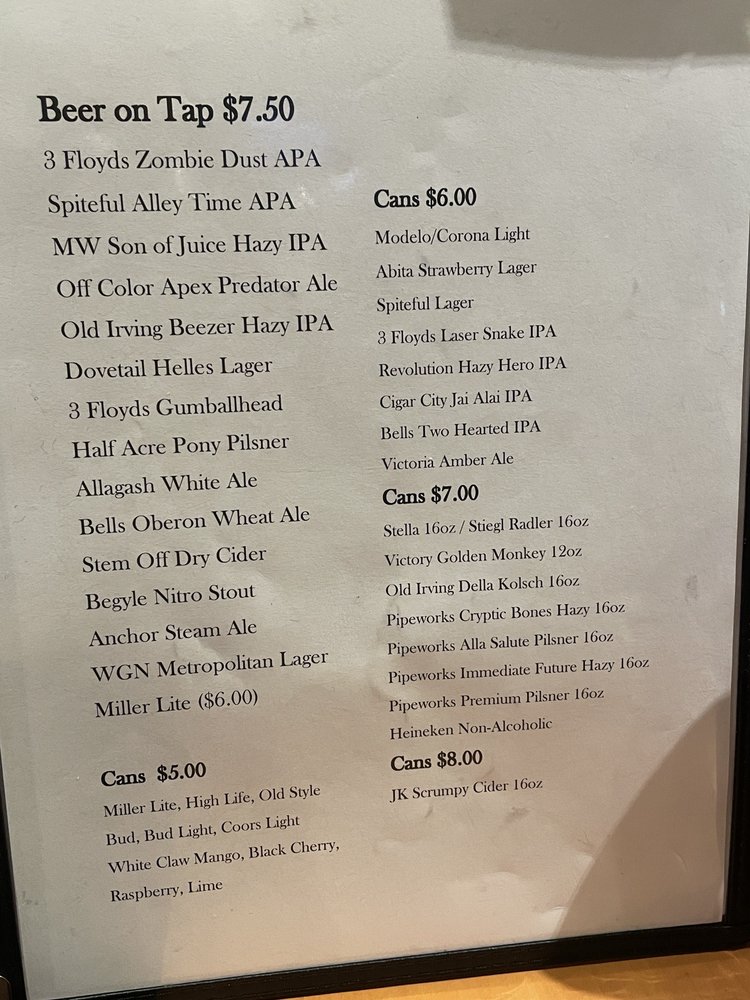 Beer on Tap $7.50
3 Floyds Zombie Dust APA
Spiteful Alley Time APA
MW Son of Juice Hazy IPA
Off Color Apex Predator Ale
Old Irving Beezer Hazy IPA
Dovetail Helles Lager
3 Floyds Gumballhead
Half Acre Pony Pilsner
Allagash White Ale
Bells Oberon Wheat Ale
Stem Off Dry Cider
Begyle Nitro Stout
Anchor Steam Ale
WGN Metropolitan Lager
Miller Lite ($6.00)
Cans $5.00
Miller Lite, High Life, Old Style
Bud, Bud Light, Coors Light
White Claw Mango, Black Cherry,
Raspberry, Lime
Cans $6.00
Modelo/Corona Light
Abita Strawberry Lager
Spiteful Lager
3 Floyds Laser Snake IPA
Revolution Hazy Hero IPA
Cigar City Jai Alai IPA
Bells Two Hearted IPA
Victoria Amber Ale
Cans $7.00
Stella 16oz / Stiegl Radler 16oz
Victory Golden Monkey 12oz
Old Irving Della Kolsch 16oz
Pipeworks Cryptic Bones Hazy 16oz
Pipeworks Alla Salute Pilsner 16oz
Pipeworks Immediate Future Hazy 16oz
Pipeworks Premium Pilsner 16oz
Heineken Non-Alcoholic
Cans $8.00
JK Scrumpy Cider 16oz